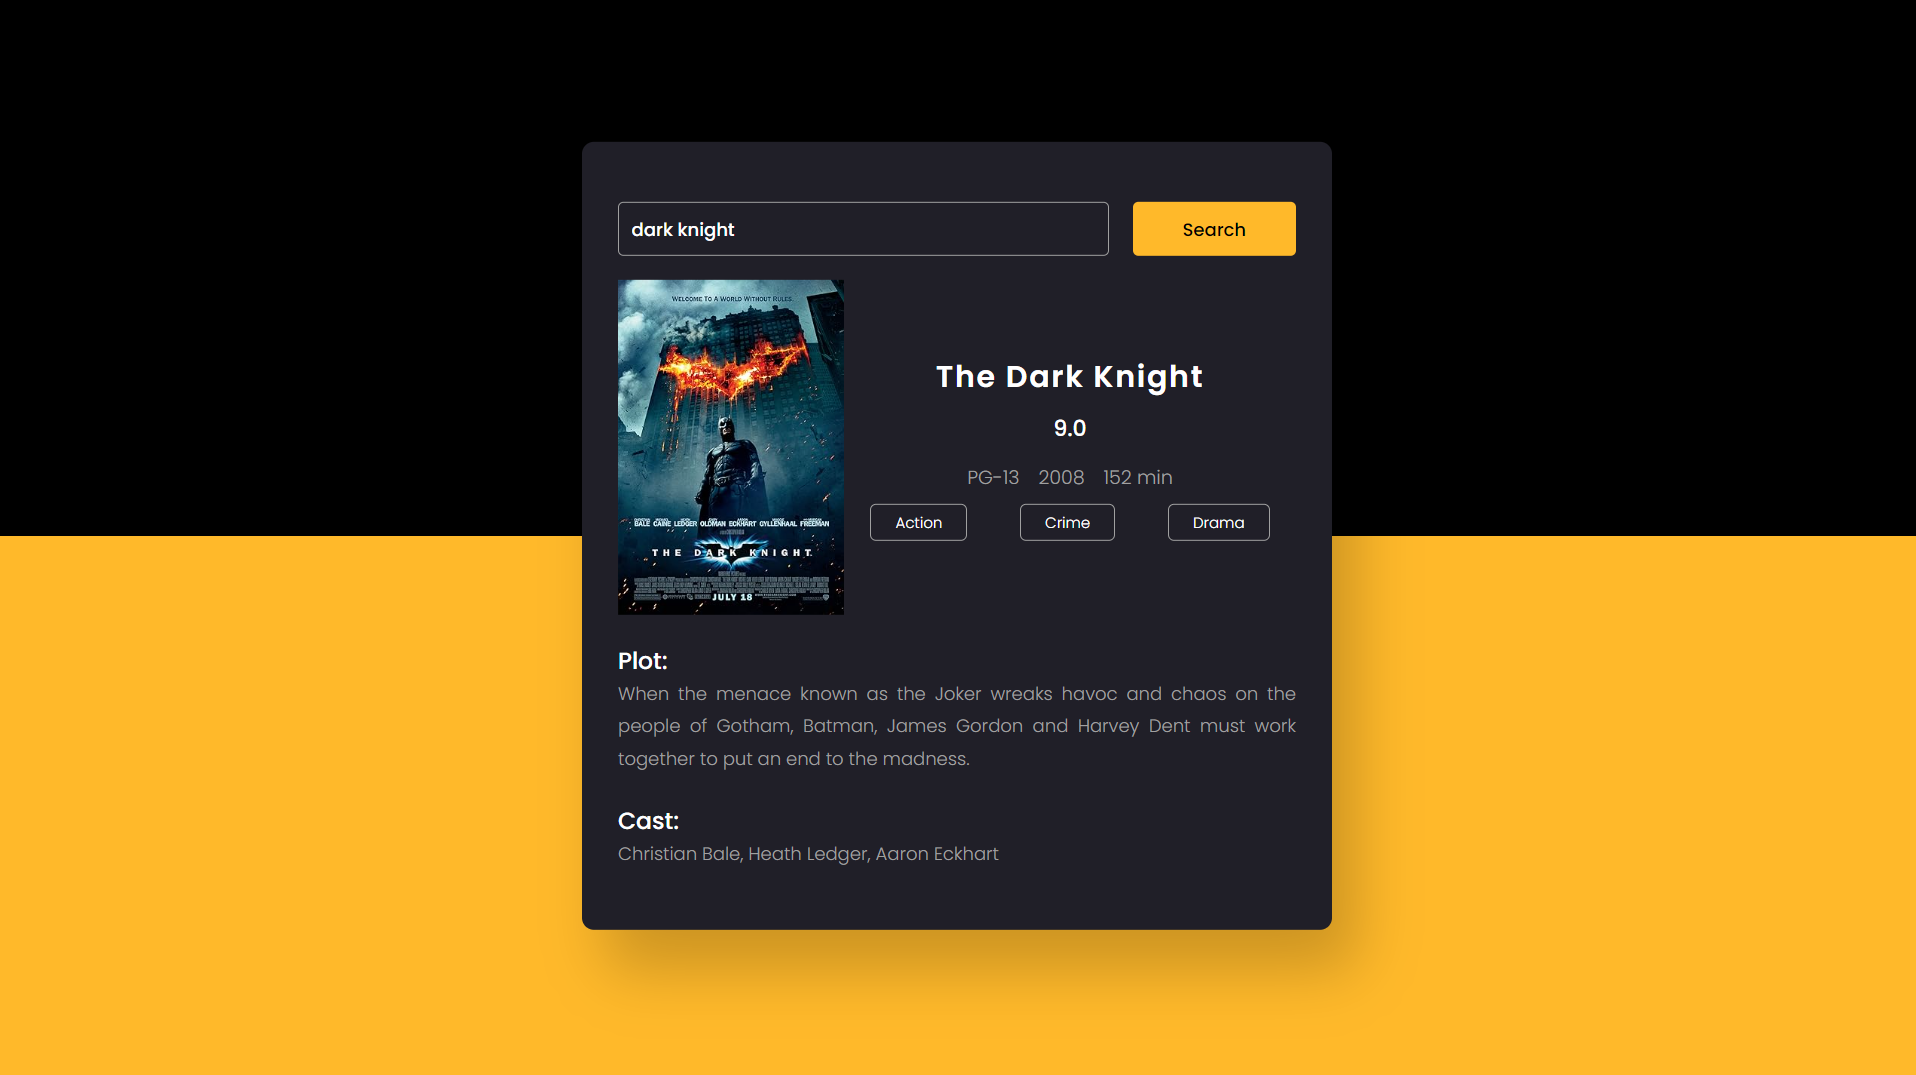 dark knight
Search
WELCOME TO A WORLD WITHOUT RULES.
The Dark Knight
9.0
PG-13 2008 152 min
Action Crime Drama
BALE CAINE LEDGER OLDMAN ECKHART GYLLENHAAL FREEMAN
THE DARK KNIGHT
JULY 18
Plot:
When the menace known as the Joker wreaks havoc and chaos on the
people of Gotham, Batman, James Gordon and Harvey Dent must work
together to put an end to the madness.
Cast:
Christian Bale, Heath Ledger, Aaron Eckhart